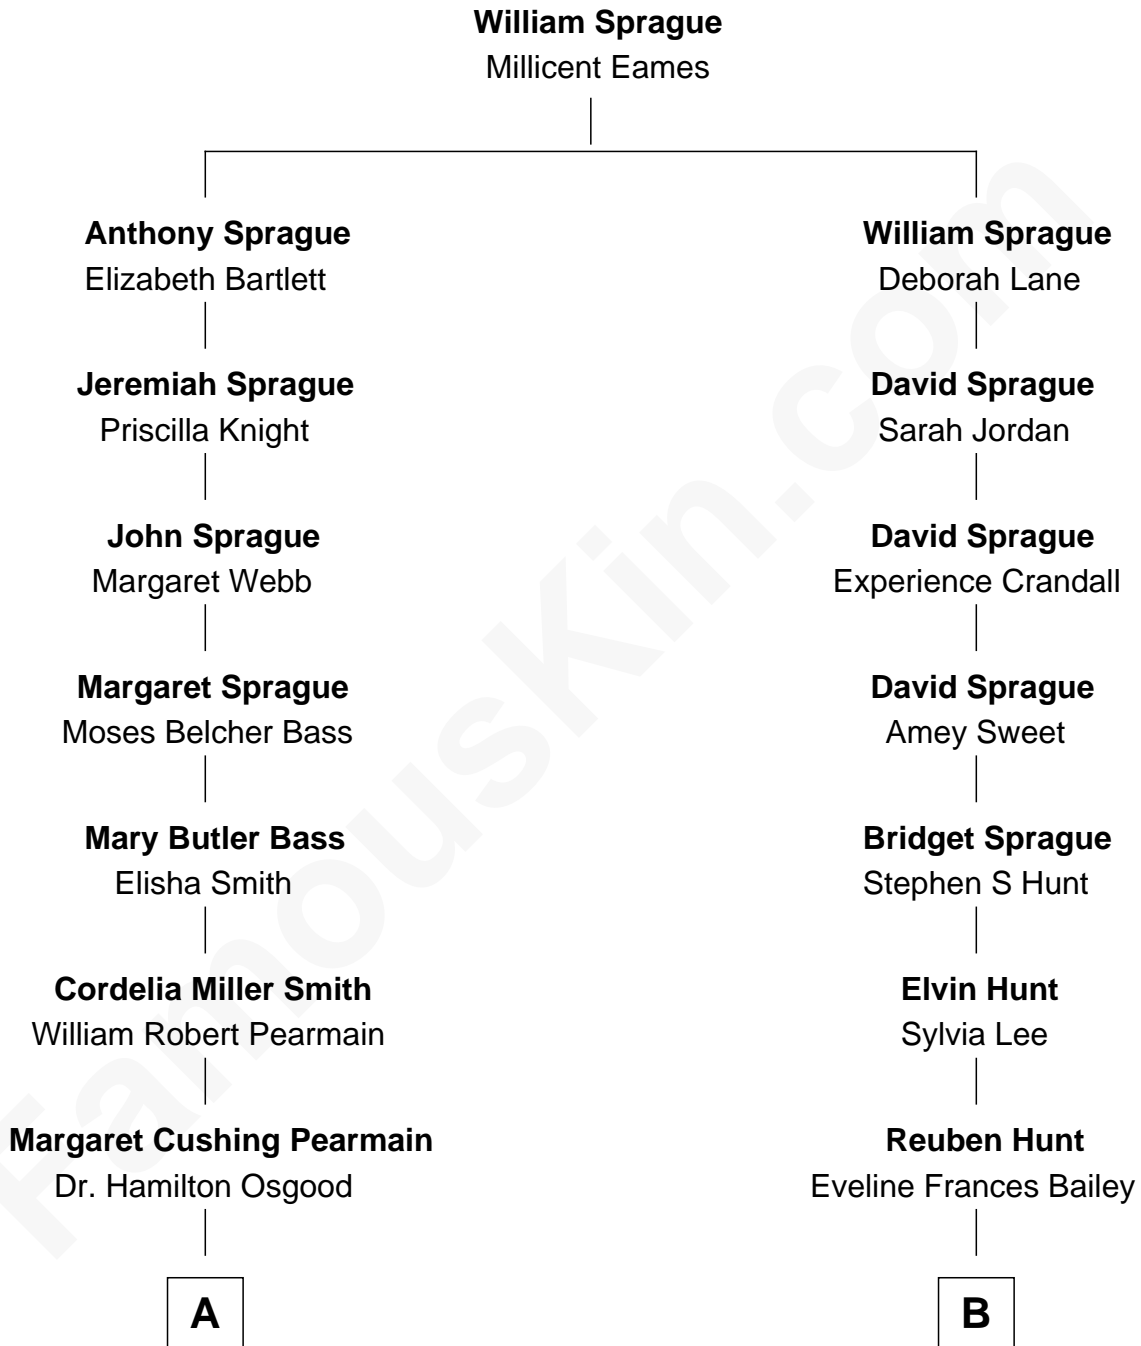 William Sprague
Millicent Eames
Anthony Sprague
Elizabeth Bartlett
William Sprague
Deborah Lane
Jeremiah Sprague
Priscilla Knight
David Sprague
Sarah Jordan
John Sprague
Margaret Webb
David Sprague
Experience Crandall
Margaret Sprague
Moses Belcher Bass
David Sprague
Amey Sweet
Mary Butler Bass
Elisha Smith
Bridget Sprague
Stephen S Hunt
Cordelia Miller Smith
William Robert Pearmain
Elvin Hunt
Sylvia Lee
Margaret Cushing Pearmain
Dr. Hamilton Osgood
Reuben Hunt
Eveline Frances Bailey
A
B
FamousKin.com